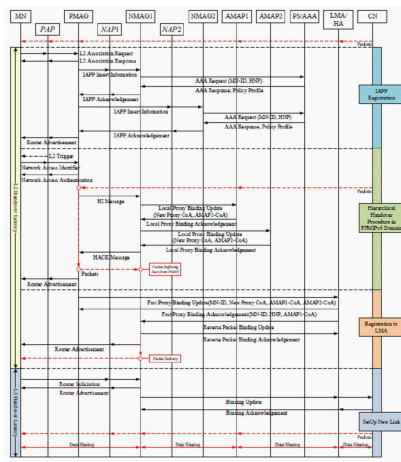 MN PMAG NMAG1 NMAG2 AMAP1 AMAP2 PS/AAA LMA/HA CN
PAP NAP1 NAP2
Packets
L2 Association Request
L2 Association Response
IAPP Insert Information
AAA Request (MN-ID, HNP)
AAA Response, Policy Profile
IAPP Acknowledgement
IAPP Insert Information
AAA Request (MN-ID, HNP)
AAA Response, Policy Profile
IAPP Acknowledgement
Router Advertisement
IAPP Registration
L2 Trigger
Network Access Identifier
Network Access Authentication
Packets
HI Message
Local Proxy Binding Update
(New Proxy CoA, AMAP1-CoA)
Local Proxy Binding Acknowledgement
Local Proxy Binding Update
(New Proxy CoA, AMAP2-CoA)
Local Proxy Binding Acknowledgement
HACK Message
Packets
Packet Buffering
Router Advertisement
Hierarchical
Handover
Procedure in
FPMIPv6 Domain
L2 Handover Latency
Fast Proxy Binding Update(MN-ID, New Proxy CoA, AMAP1-CoA, AMAP2-CoA)
Fast Proxy Binding Acknowledgement(MN-ID, HNP, AMAP1-CoA)
Reverse Packet Binding Update
Reverse Packet Binding Acknowledgement
Router Advertisement
Packet Delivery
Registration to
LMA
Router Solicitation
Router Advertisement
Binding Update
Binding Acknowledgement
SetUp New Link
Packets
Data Sharing Data Sharing Data Sharing Data Sharing
L3 Handover Latency